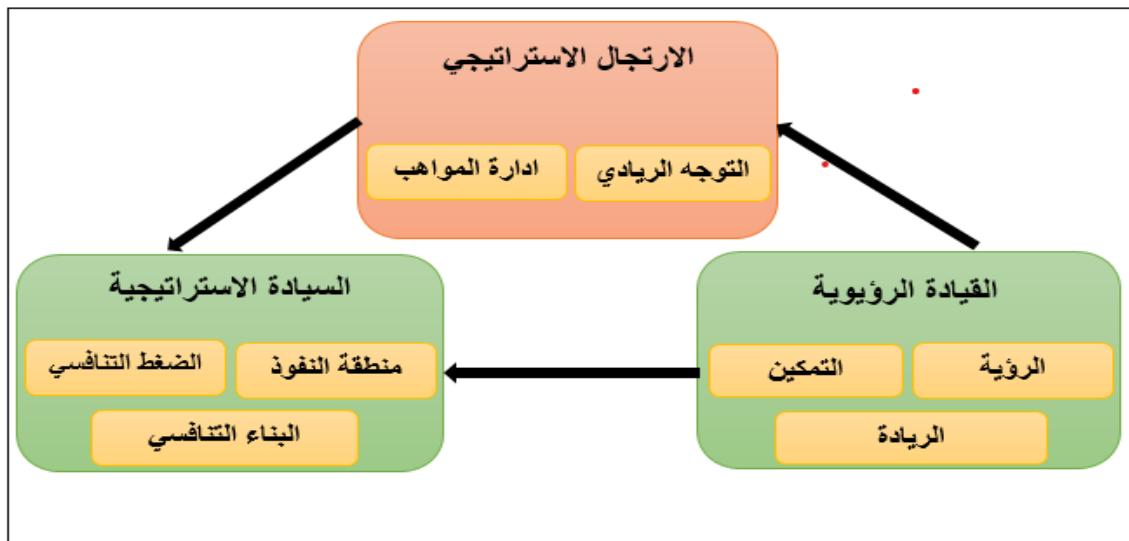 الارتجال الاستراتيجي
التوجه الريادي
ادارة المواهب
القيادة الرؤيوية
الرؤية
التمكين
الريادة
السيادة الاستراتيجية
منطقة النفوذ
الضغط التنافسي
البناء التنافسي